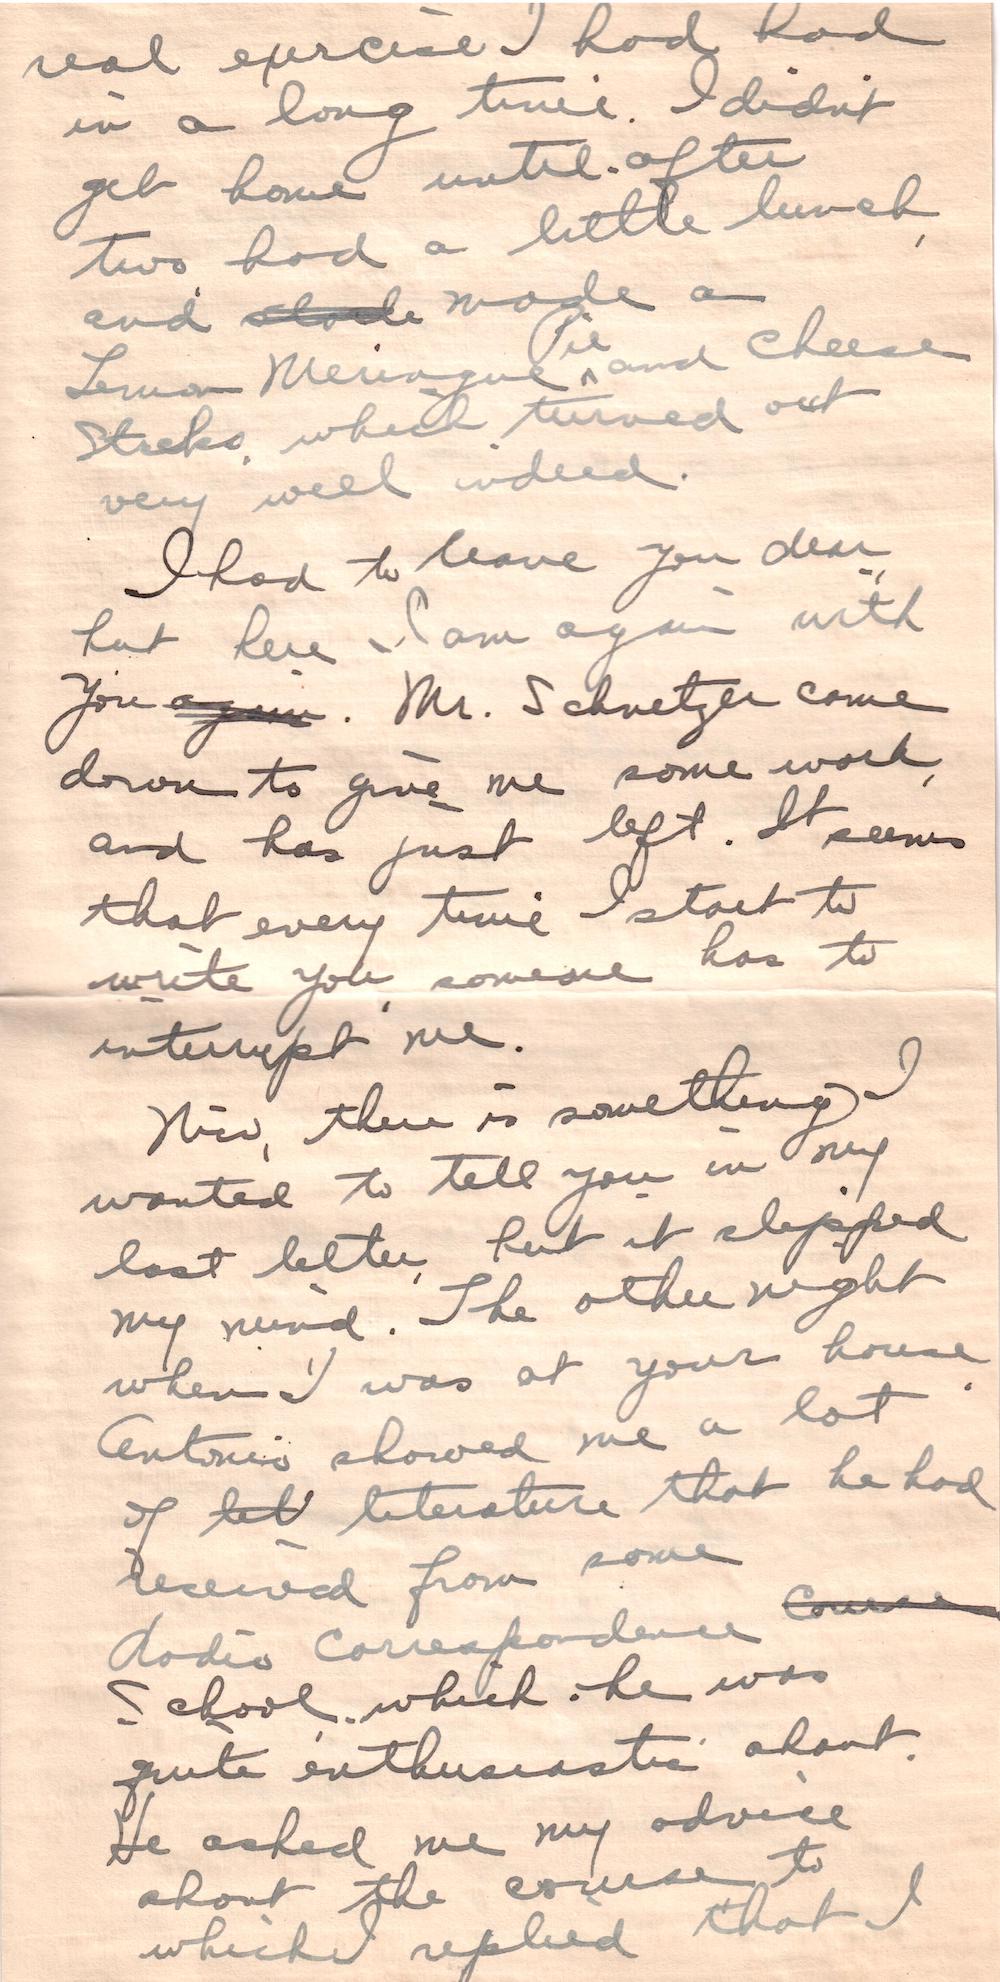 real exercise I had had
in a long time. I didn't
get home until after
two, had a little lunch,
and made a
Lemon Meringue Pie and Cheese
Streks, which turned out
very well indeed.
I had to leave you dear,
but here I am again with
you again. Mr. Schnetzer came
down to give me some work,
and has just left. It seems
that every time I start to
write you, someone has to
interrupt me.
Nico, there is something I
wanted to tell you in my
last letter, but it slipped
my mind. The other night
when I was at your house,
Antonio showed me a lot
of let literature that he had
received from some
Radio Correspondence Course
School, which he was
quite enthusiastic about.
He asked me my advice
about the course to
which I replied that I